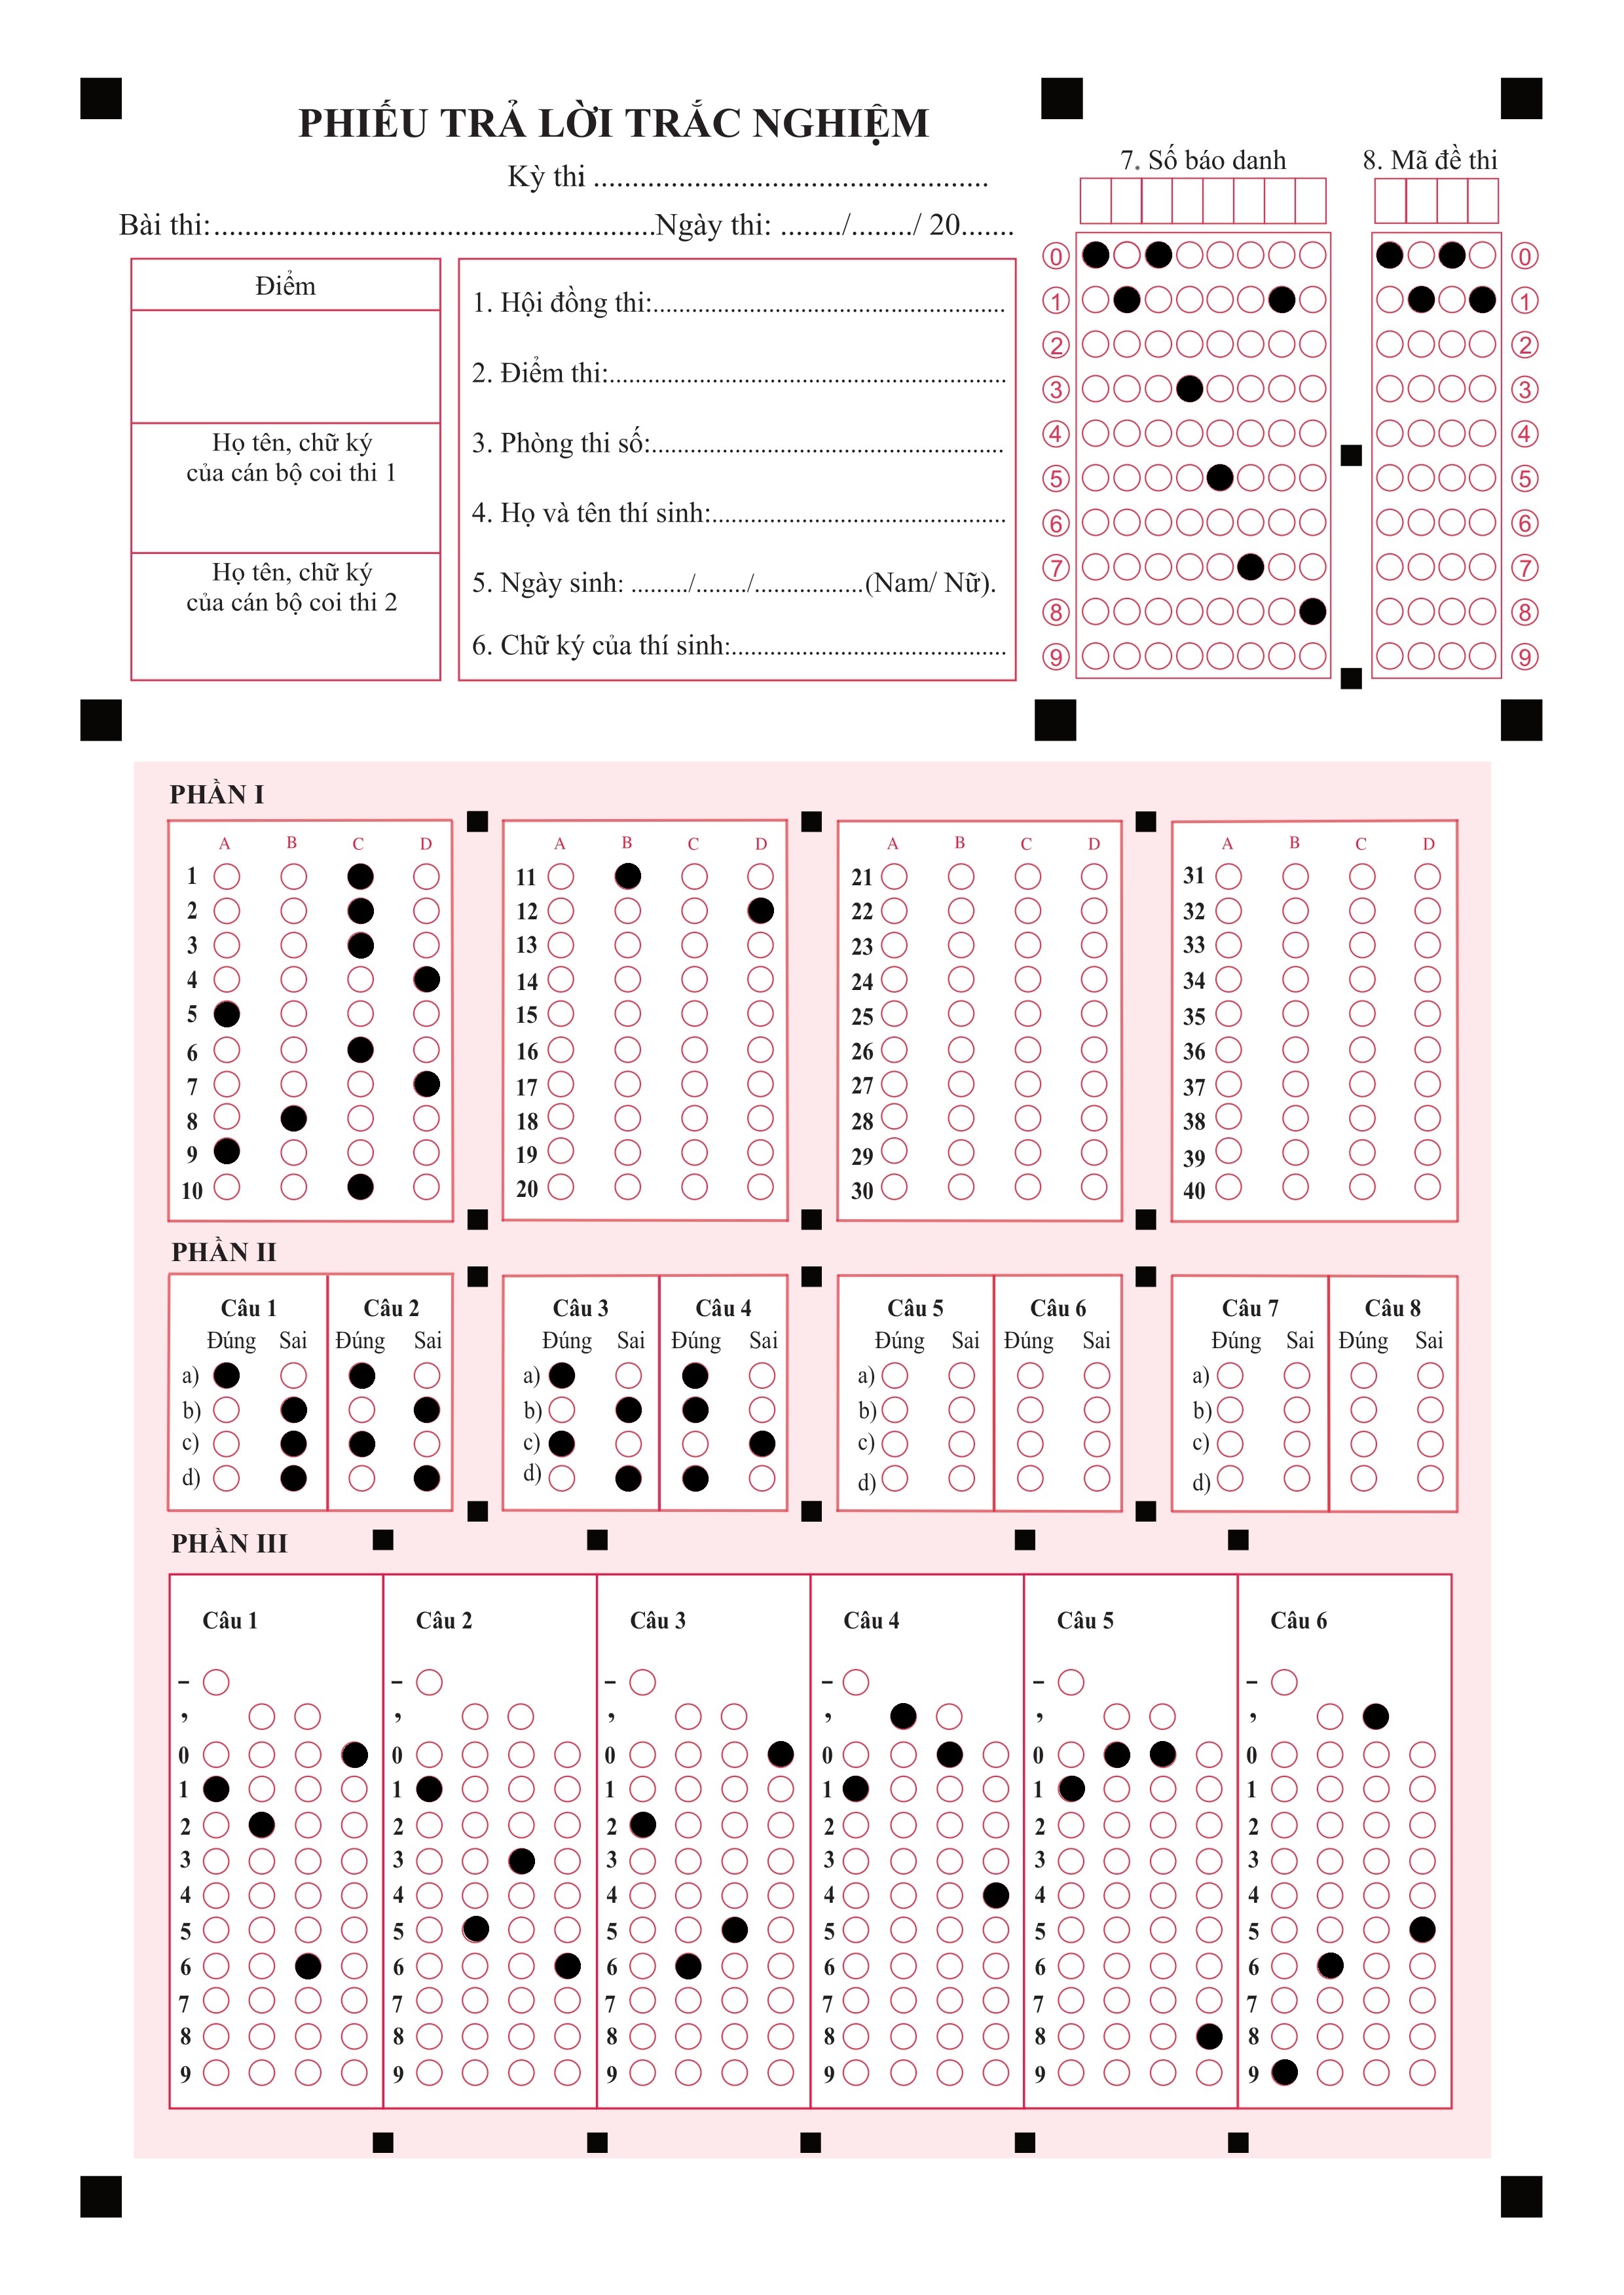 PHIẾU TRẢ LỜI TRẮC NGHIỆM
Kỳ thi ..................................................
Bài thi:.........................................................Ngày thi: ......../......../ 20.......
7. Số báo danh
8. Mã đề thi
Điểm
Họ tên, chữ ký
của cán bộ coi thi 1
Họ tên, chữ ký
của cán bộ coi thi 2
1. Hội đồng thi:.......................................................
2. Điểm thi:..............................................................
3. Phòng thi số:.......................................................
4. Họ và tên thí sinh:..............................................
5. Ngày sinh: ........./......../.................(Nam/ Nữ).
6. Chữ ký của thí sinh:...........................................
0 0
1 1
2 2
3 3
4 4
5 5
6 6
7 7
8 8
9 9
PHẦN I
A B C D A B C D A B C D A B C D
1 11 21 31
2 12 22 32
3 13 23 33
4 14 24 34
5 15 25 35
6 16 26 36
7 17 27 37
8 18 28 38
9 19 29 39
10 20 30 40
PHẦN II
Câu 1 Câu 2 Câu 3 Câu 4 Câu 5 Câu 6 Câu 7 Câu 8
Đúng Sai Đúng Sai Đúng Sai Đúng Sai Đúng Sai Đúng Sai Đúng Sai Đúng Sai
a) a) a) a)
b) b) b) b)
c) c) c) c)
d) d) d) d)
PHẦN III
Câu 1 Câu 2 Câu 3 Câu 4 Câu 5 Câu 6
– – – – – –
, , , , , ,
0 0 0 0 0 0
1 1 1 1 1 1
2 2 2 2 2 2
3 3 3 3 3 3
4 4 4 4 4 4
5 5 5 5 5 5
6 6 6 6 6 6
7 7 7 7 7 7
8 8 8 8 8 8
9 9 9 9 9 9